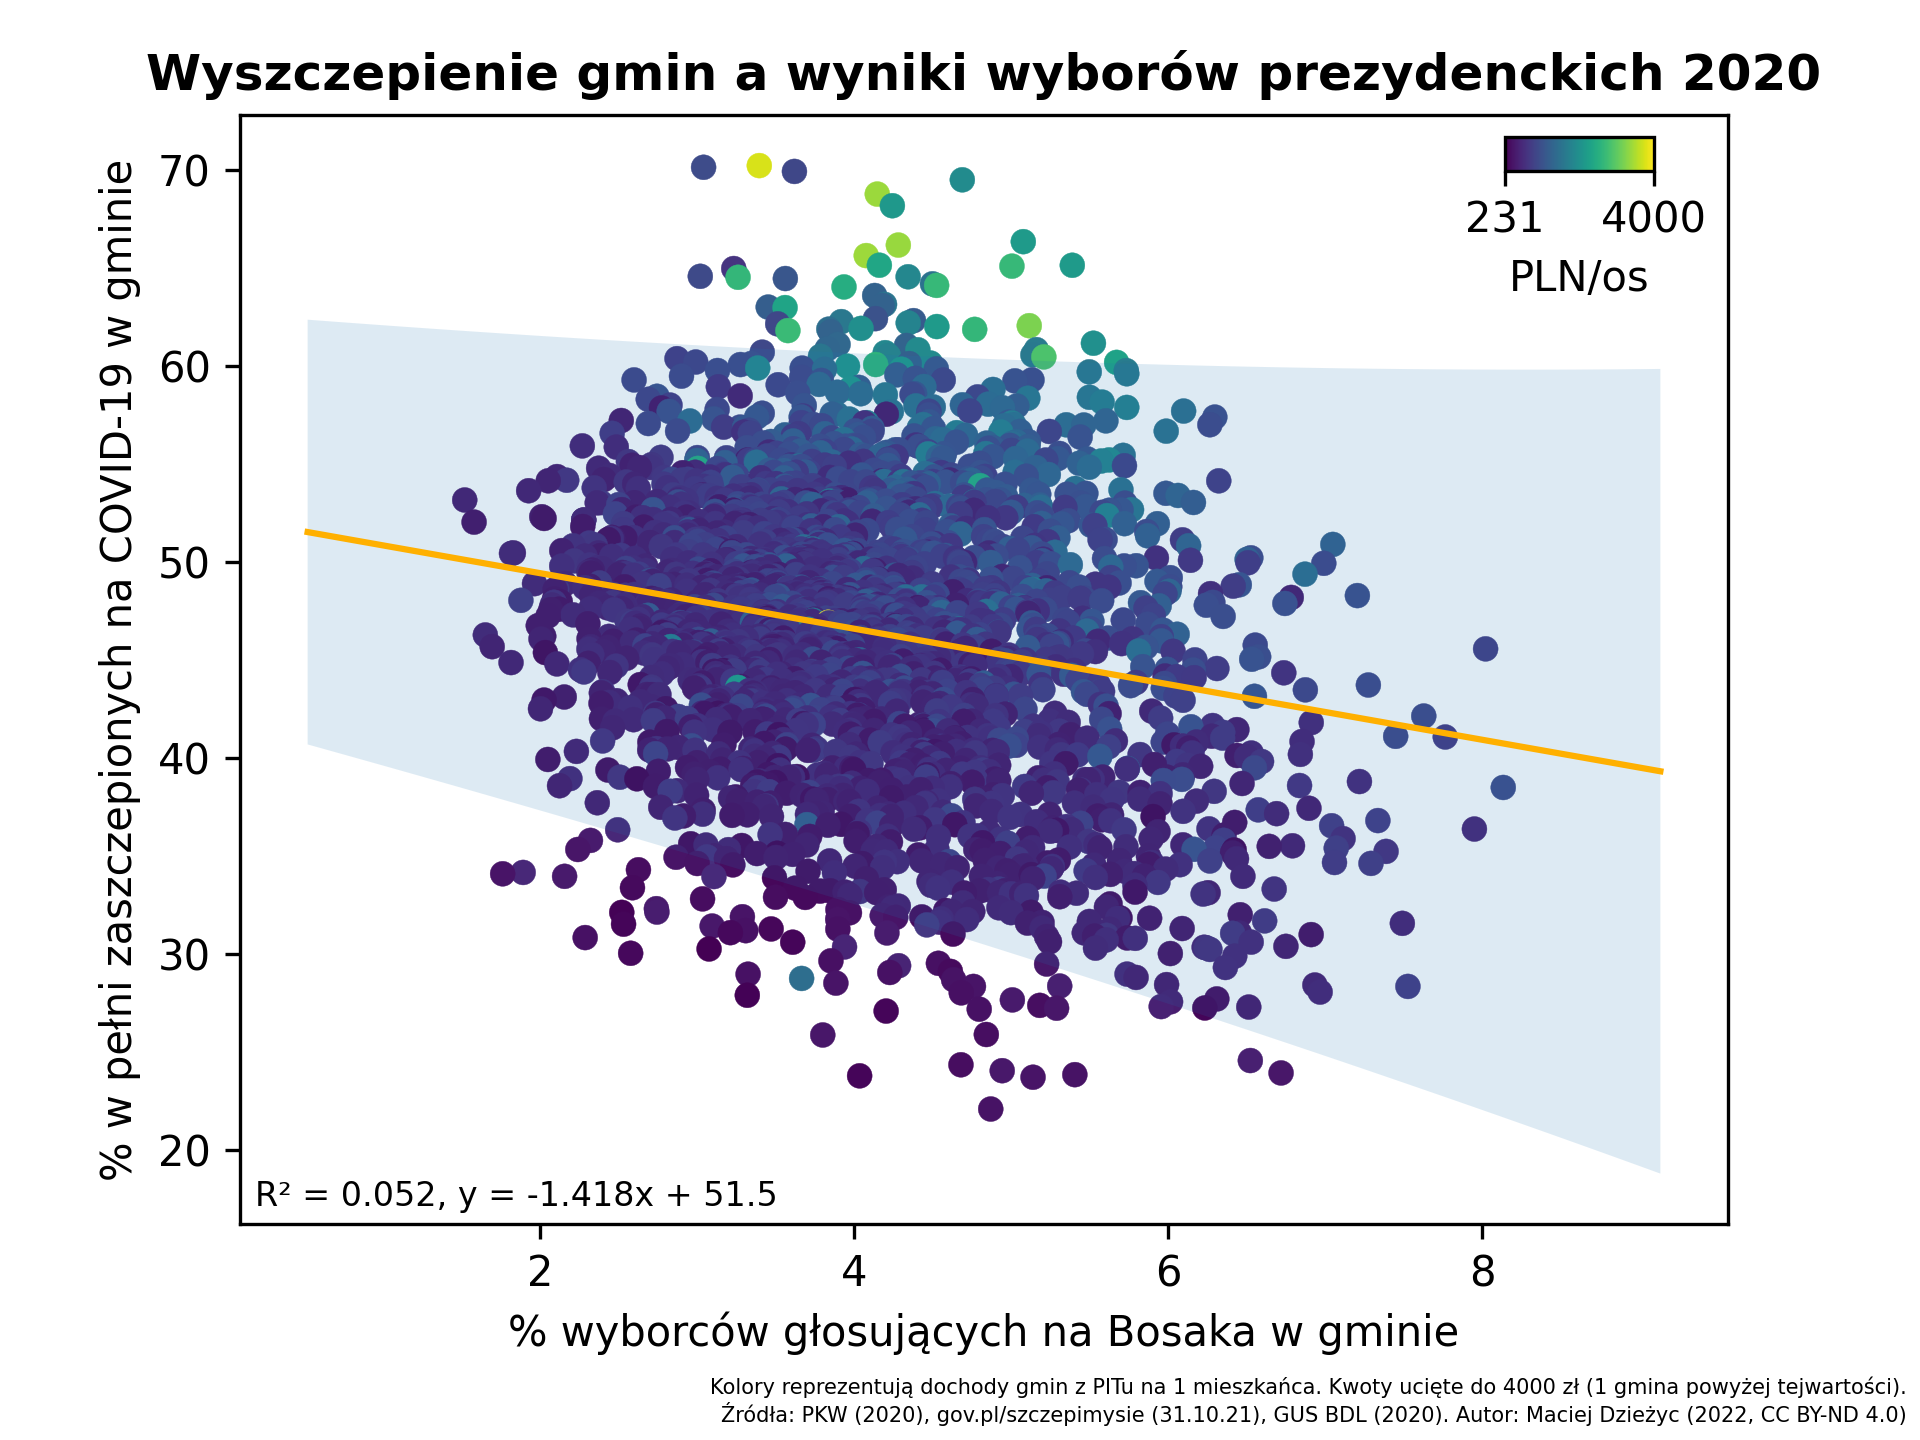 Wyszczepienie gmin a wyniki wyborów prezydenckich 2020
% w pełni zaszczepionych na COVID-19 w gminie
70
60
50
40
30
20
231 4000
PLN/os
R² = 0.052, y = -1.418x + 51.5
2 4 6 8
% wyborców głosujących na Bosaka w gminie
Kolory reprezentują dochody gmin z PITu na 1 mieszkańca. Kwoty ucięte do 4000 zł (1 gmina powyżej tejwartości).
Źródła: PKW (2020), gov.pl/szczepimysie (31.10.21), GUS BDL (2020). Autor: Maciej Dzieżyc (2022, CC BY-ND 4.0)